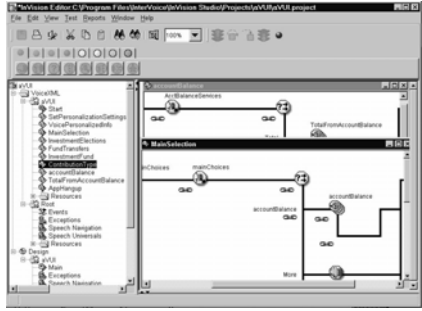 InVision Editor C:\Program Files\InterVoice\InVision Studio\Projects\aVUI\aVUI.project
File Edit View Test Reports Window Help
100%
aVUI
VoiceXML
aVUI
Start
SetPersonalizationSettings
VoicePersonalizedInfo
MainSelection
InvestmentElections
FundTransfers
InvestmentFund
ContributionType
accountBalance
TotalFromAccountBalance
AppHangup
Resources
Root
Events
Exceptions
Speech Navigation
Speech Universals
Resources
Design
aVUI
Main
Exceptions
Speech Navigation
accountBalance
AcctBalanceServices
TotalFromAccountBalance
Total
MainSelection
inChoices
mainChoices
accountBalance
accountBalance
More